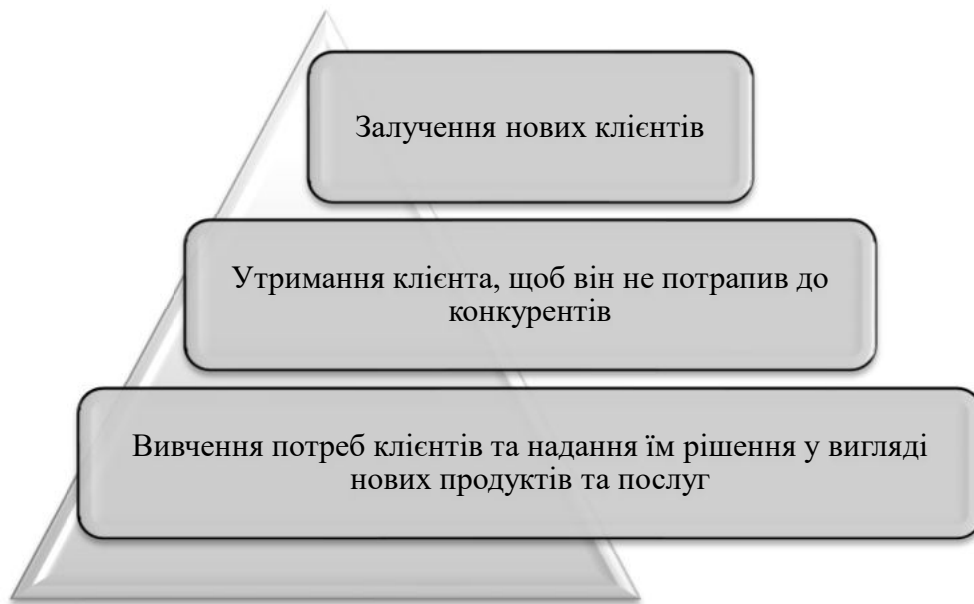 Залучення нових клієнтів
Утримання клієнта, щоб він не потрапив до
конкурентів
Вивчення потреб клієнтів та надання їм рішення у вигляді
нових продуктів та послуг